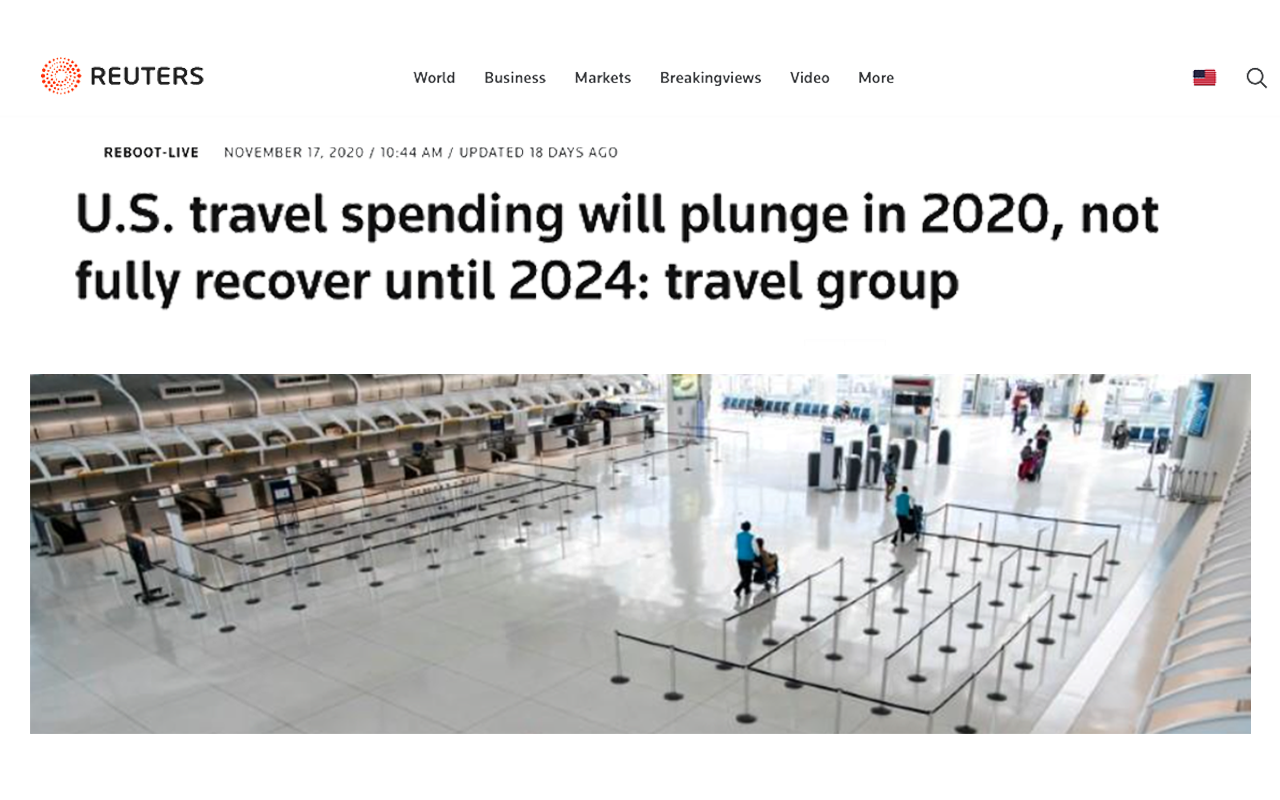 REUTERS
World Business Markets Breakingviews Video More
REBOOT-LIVE NOVEMBER 17, 2020 / 10:44 AM / UPDATED 18 DAYS AGO
U.S. travel spending will plunge in 2020, not
fully recover until 2024: travel group